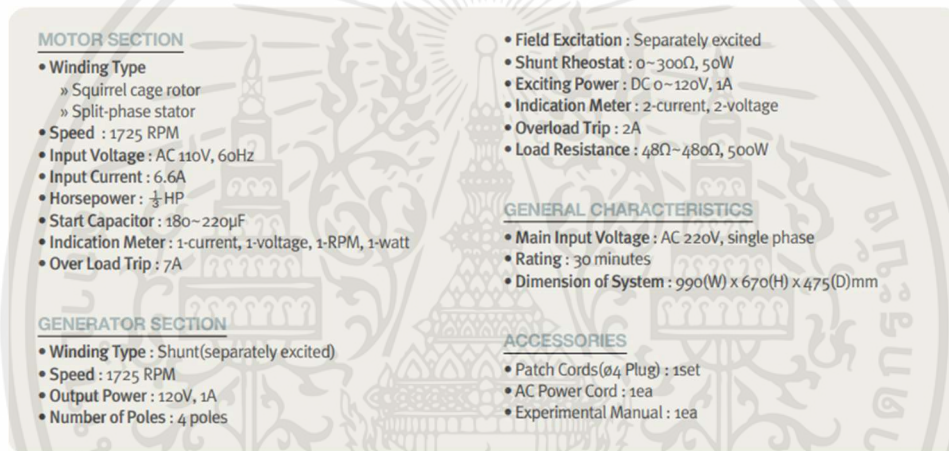 MOTOR SECTION
• Winding Type
» Squirrel cage rotor
» Split-phase stator
• Speed : 1725 RPM
• Input Voltage : AC 110V, 60Hz
• Input Current : 6.6A
• Horsepower : 1/3 HP
• Start Capacitor : 180~220µF
• Indication Meter : 1-current, 1-voltage, 1-RPM, 1-watt
• Over Load Trip : 7A
GENERATOR SECTION
• Winding Type : Shunt(separately excited)
• Speed : 1725 RPM
• Output Power : 120V, 1A
• Number of Poles : 4 poles
• Field Excitation : Separately excited
• Shunt Rheostat : 0~300Ω, 50W
• Exciting Power : DC 0~120V, 1A
• Indication Meter : 2-current, 2-voltage
• Overload Trip : 2A
• Load Resistance : 48Ω~480Ω, 500W
GENERAL CHARACTERISTICS
• Main Input Voltage : AC 220V, single phase
• Rating : 30 minutes
• Dimension of System : 990(W) x 670(H) x 475(D)mm
ACCESSORIES
• Patch Cords(ø4 Plug) : 1set
• AC Power Cord : 1ea
• Experimental Manual : 1ea